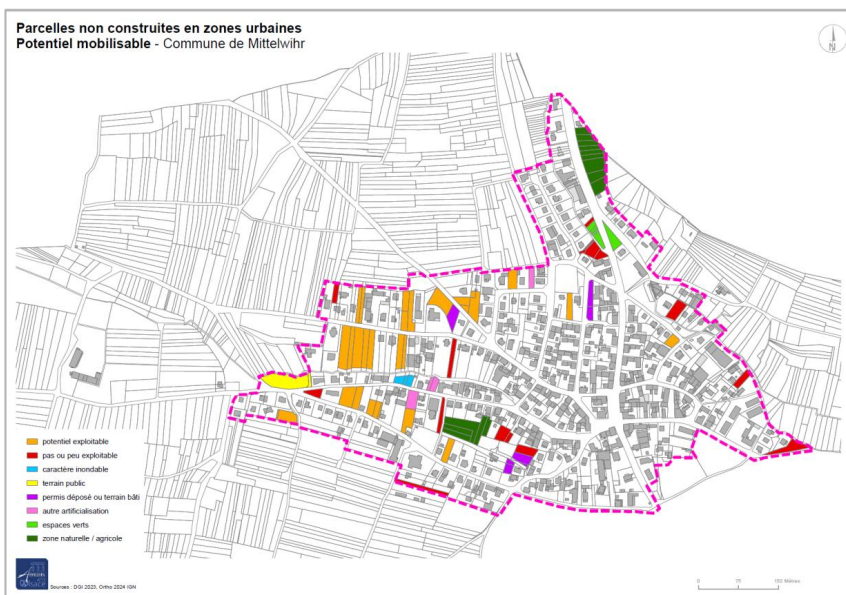 Parcelles non construites en zones urbaines
Potentiel mobilisable - Commune de Mittelwihr
N
potentiel exploitable
pas ou peu exploitable
caractère inondable
terrain public
permis déposé ou terrain bâti
autre artificialisation
espaces verts
zone naturelle / agricole
Sources : DGI 2023, Ortho 2024 IGN
0 75 150 Mètres